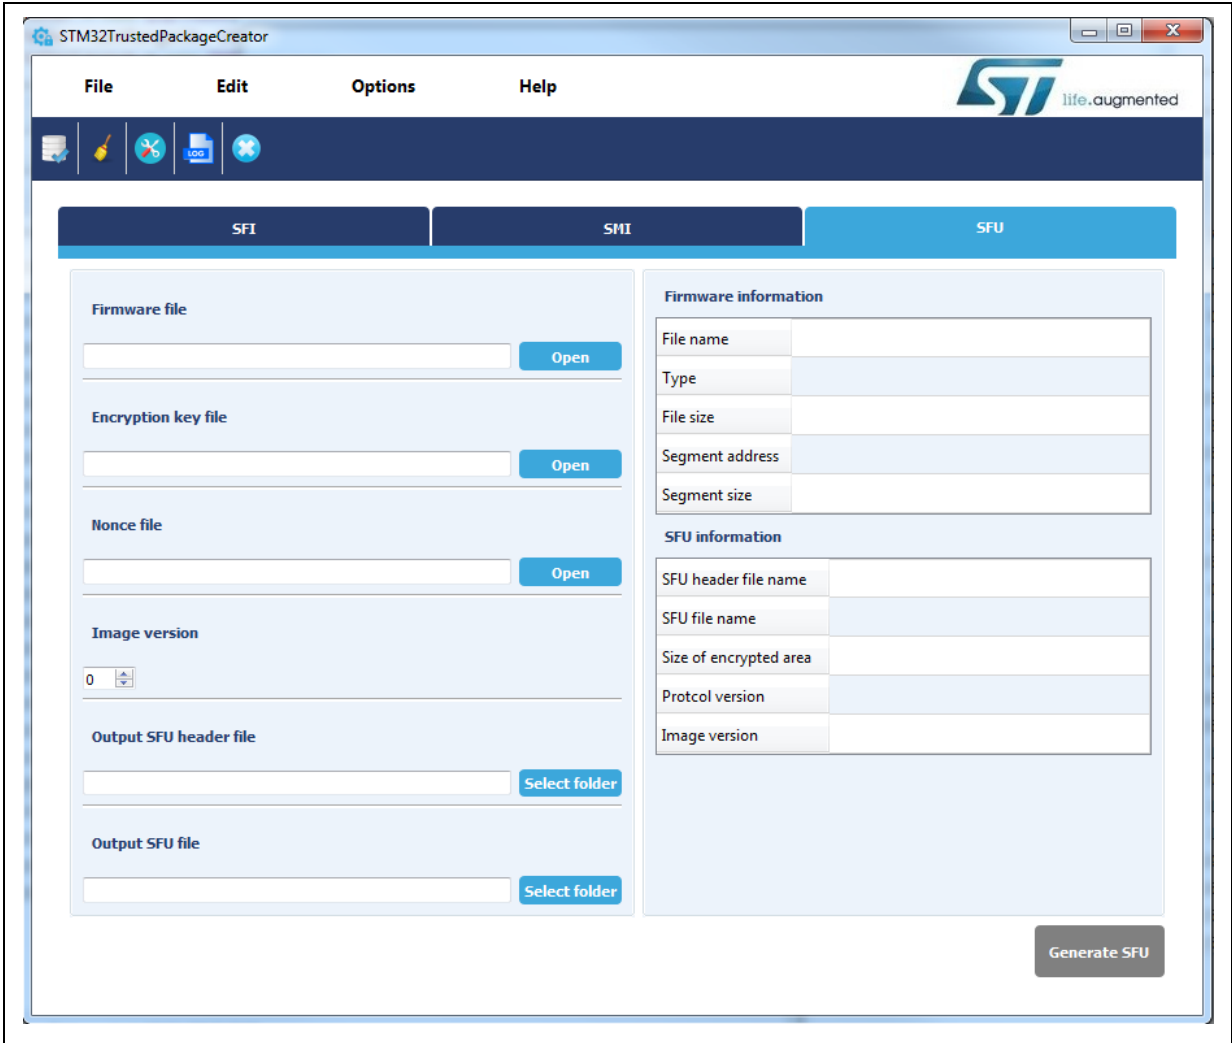 STM32TrustedPackageCreator
File Edit Options Help
ST life.augmented
LOG
SFI SMI SFU
Firmware file
Open
Encryption key file
Open
Nonce file
Open
Image version
0
Output SFU header file
Select folder
Output SFU file
Select folder
Firmware information
File name
Type
File size
Segment address
Segment size
SFU information
SFU header file name
SFU file name
Size of encrypted area
Protcol version
Image version
Generate SFU